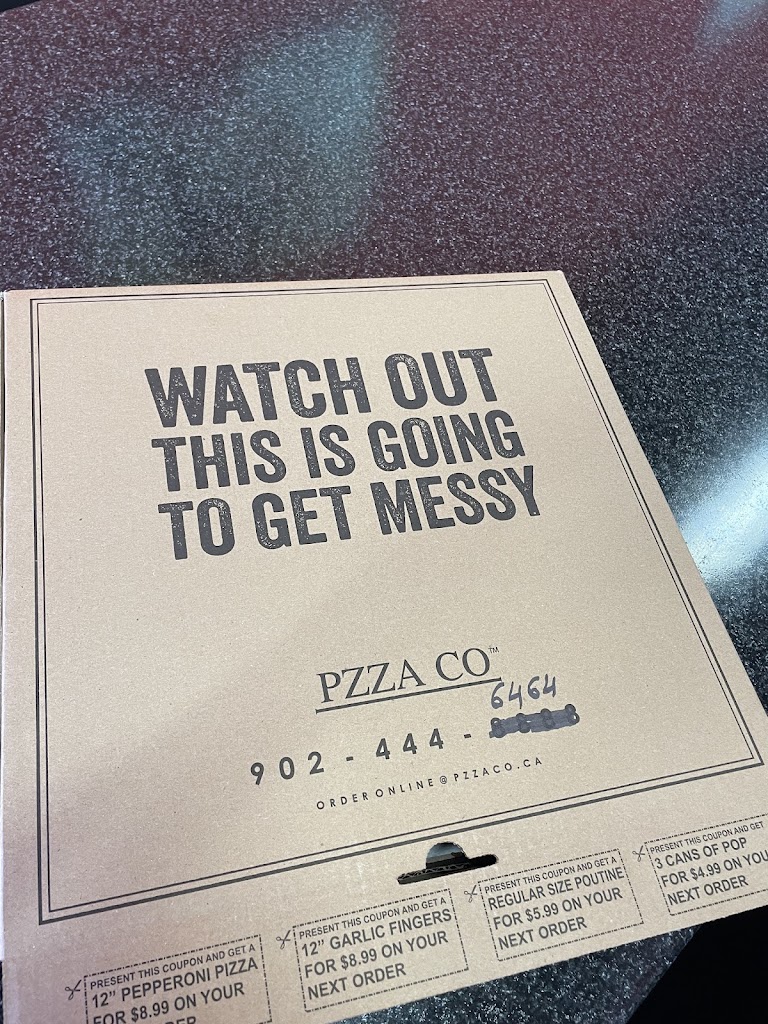 WATCH OUT
THIS IS GOING
TO GET MESSY
PZZA CO™
6464
902 - 444 - 8888
ORDER ONLINE @ PZZACO.CA
PRESENT THIS COUPON AND GET A
12" PEPPERONI PIZZA
FOR $8.99 ON YOUR
PRESENT THIS COUPON AND GET A
12" GARLIC FINGERS
FOR $8.99 ON YOUR
NEXT ORDER
PRESENT THIS COUPON AND GET A
REGULAR SIZE POUTINE
FOR $5.99 ON YOUR
NEXT ORDER
PRESENT THIS COUPON AND GET
3 CANS OF POP
FOR $4.99 ON YOU
NEXT ORDER